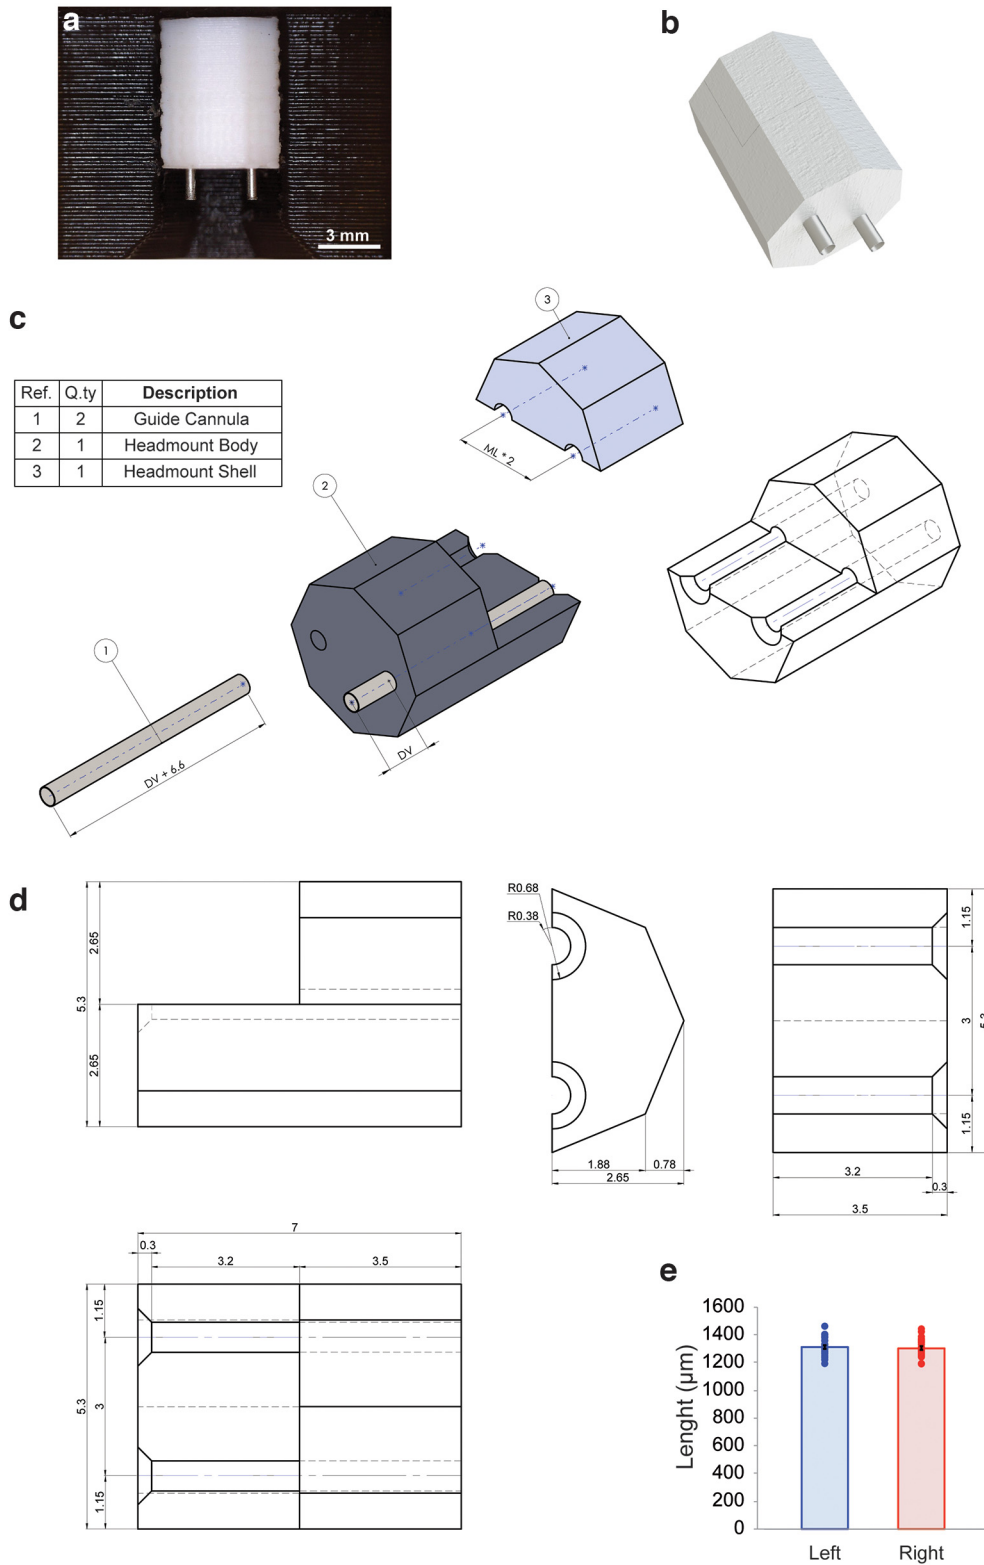 a
3 mm
b
c
Ref. Q.ty Description
1 2 Guide Cannula
2 1 Headmount Body
3 1 Headmount Shell
3
ML * 2
2
1
DV + 6.6
DV
d
2.65
5.3
2.65
R0.68
R0.38
1.88 0.78
2.65
1.15
3
1.15
3.2
0.3
3.5
7
0.3
3.2 3.5
1.15
5.3
3
1.15
e
Lenght (µm)
1600
1400
1200
1000
800
600
400
200
0
Left Right